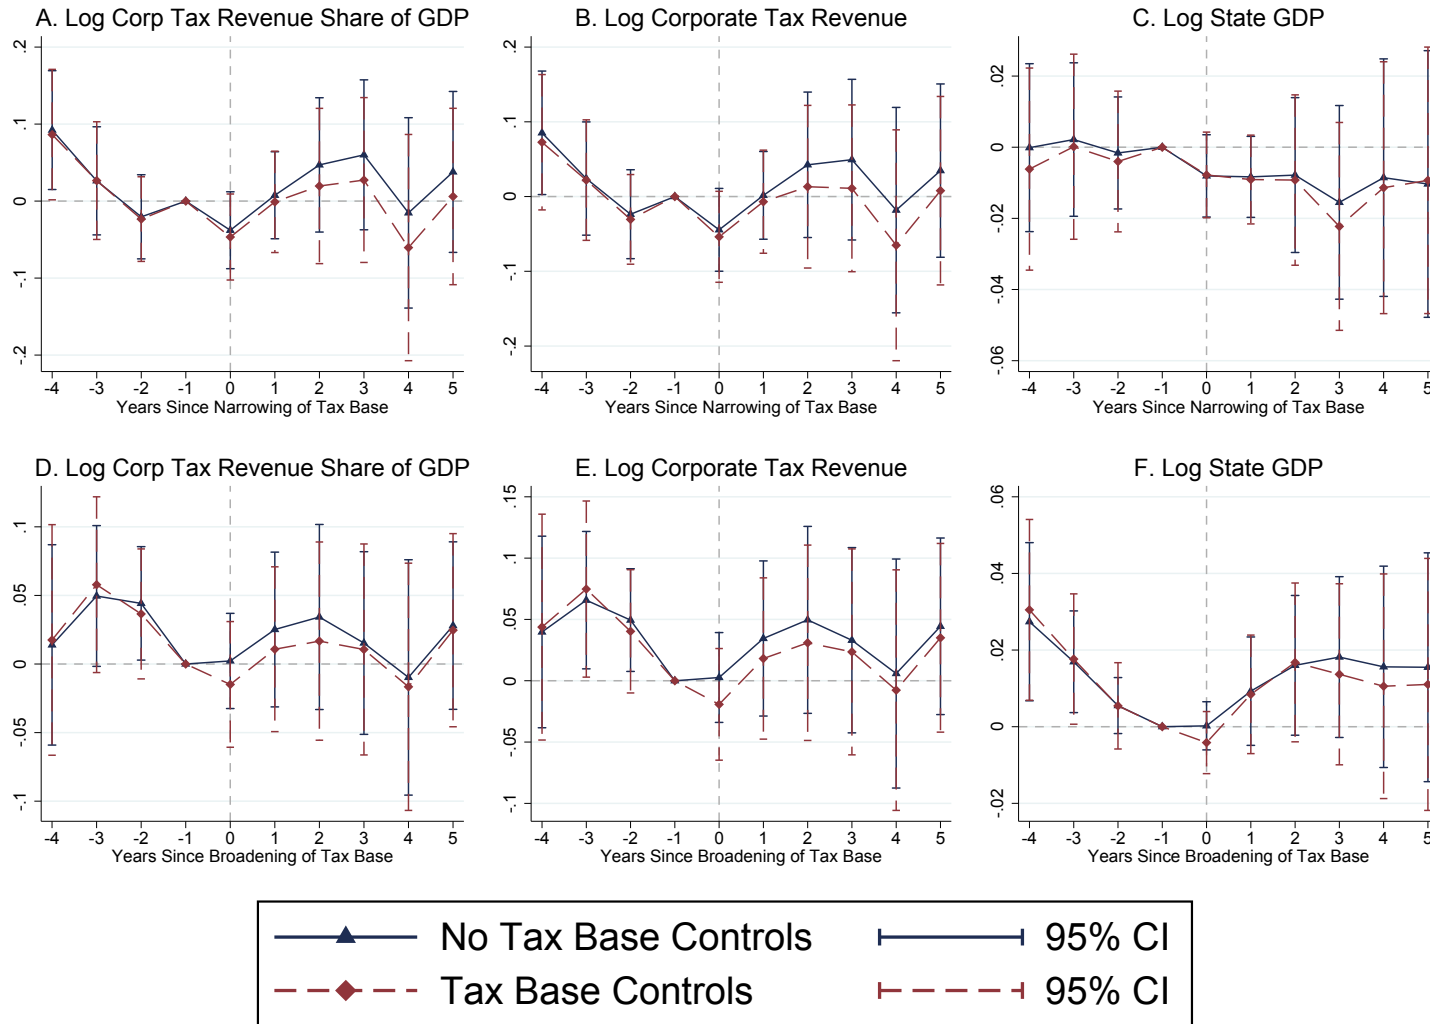 A. Log Corp Tax Revenue Share of GDP
B. Log Corporate Tax Revenue
C. Log State GDP
.2
.1
0
-.1
-.2
-4 -3 -2 -1 0 1 2 3 4 5
Years Since Narrowing of Tax Base
.2
.1
0
-.1
-.2
-4 -3 -2 -1 0 1 2 3 4 5
Years Since Narrowing of Tax Base
.02
0
-.02
-.04
-.06
-4 -3 -2 -1 0 1 2 3 4 5
Years Since Narrowing of Tax Base
D. Log Corp Tax Revenue Share of GDP
E. Log Corporate Tax Revenue
F. Log State GDP
.1
.05
0
-.05
-.1
-4 -3 -2 -1 0 1 2 3 4 5
Years Since Broadening of Tax Base
.15
.1
.05
0
-.05
-.1
-4 -3 -2 -1 0 1 2 3 4 5
Years Since Broadening of Tax Base
.06
.04
.02
0
-.02
-4 -3 -2 -1 0 1 2 3 4 5
Years Since Broadening of Tax Base
No Tax Base Controls
95% CI
Tax Base Controls
95% CI